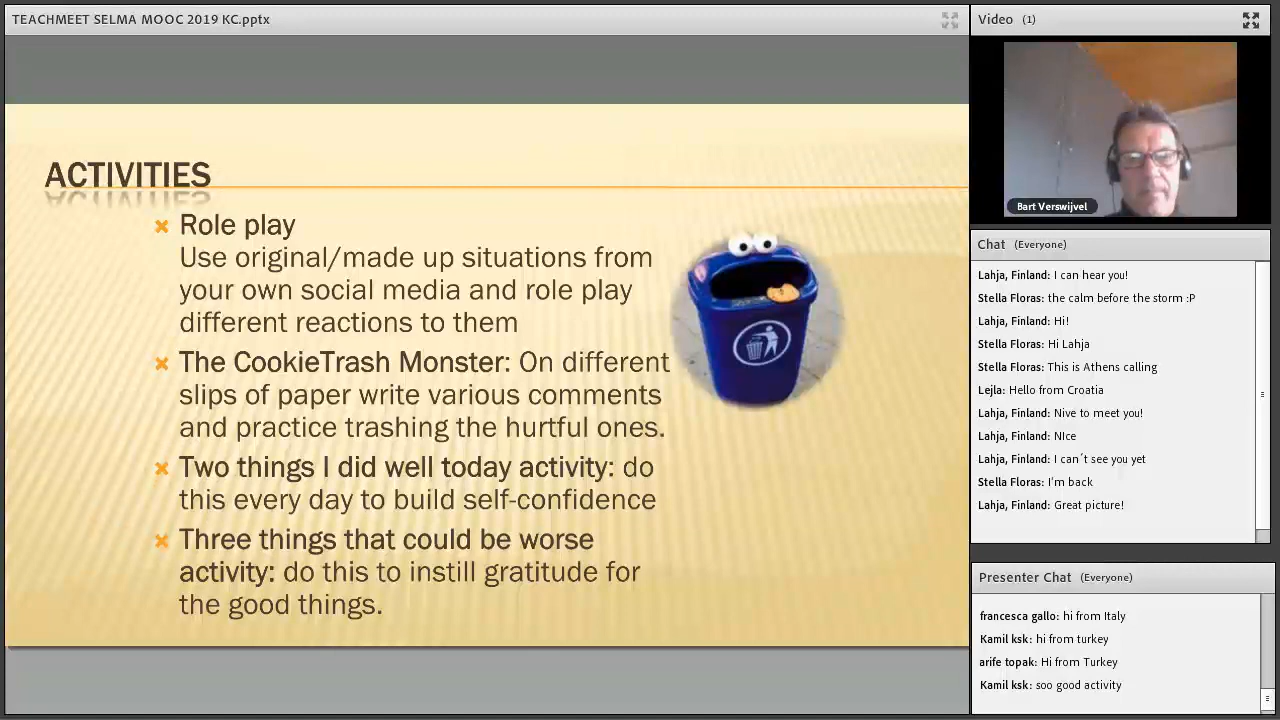 TEACHMEET SELMA MOOC 2019 KC.pptx
ACTIVITIES
Role play
Use original/made up situations from
your own social media and role play
different reactions to them
The CookieTrash Monster: On different
slips of paper write various comments
and practice trashing the hurtful ones.
Two things I did well today activity: do
this every day to build self-confidence
Three things that could be worse
activity: do this to instill gratitude for
the good things.
Video (1)
Bart Verswijvel
Chat (Everyone)
Lahja, Finland: I can hear you!
Stella Floras: the calm before the storm :P
Lahja, Finland: Hi!
Stella Floras: Hi Lahja
Stella Floras: This is Athens calling
Lejla: Hello from Croatia
Lahja, Finland: Nive to meet you!
Lahja, Finland: NIce
Lahja, Finland: I can´t see you yet
Stella Floras: I'm back
Lahja, Finland: Great picture!
Presenter Chat (Everyone)
francesca gallo: hi from Italy
Kamil ksk: hi from turkey
arife topak: Hi from Turkey
Kamil ksk: soo good activity